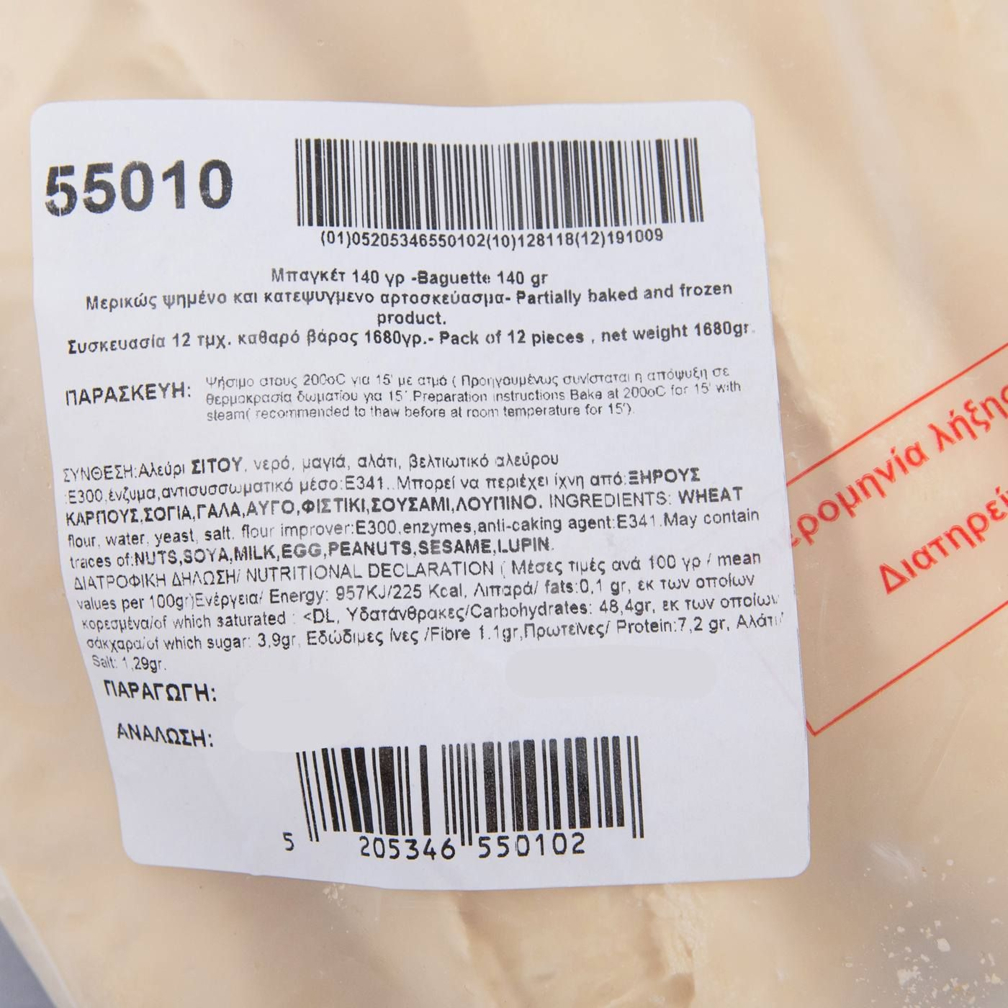 55010
(01)05205346550102(10)128118(12)191009
Μπαγκέτ 140 γρ -Baguette 140 gr
Μερικώς ψημένο και κατεψυγμενο αρτοσκεύασμα- Partially baked and frozen
product.
Συσκευασία 12 τμχ. καθαρό βάρος 1680γρ.- Pack of 12 pieces , net weight 1680gr.
ΠΑΡΑΣΚΕΥΗ:
Ψήσιμο στους 200oC για 15' με ατμό ( Προηγουμένως συνίσταται η απόψυξη σε
θερμοκρασία δωματίου για 15' Preparation instructions Bake at 200oC for 15' with
steam( recommended to thaw before at room temperature for 15').
ΣΥΝΘΕΣΗ:Αλεύρι ΣΙΤΟΥ, νερό, μαγιά, αλάτι, βελτιωτικό αλεύρου
:E300,ένζυμα,αντισυσσωματικό μέσο:E341..Μπορεί να περιέχει ίχνη από:ΞΗΡΟΥΣ
ΚΑΡΠΟΥΣ,ΣΟΓΙΑ,ΓΑΛΑ,ΑΥΓΟ,ΦΙΣΤΙΚΙ,ΣΟΥΣΑΜΙ,ΛΟΥΠΙΝΟ. INGREDIENTS: WHEAT
flour, water, yeast, salt, flour improver:E300,enzymes,anti-caking agent:E341.May contain
traces of:NUTS,SOYA,MILK,EGG,PEANUTS,SESAME,LUPIN.
ΔΙΑΤΡΟΦΙΚΗ ΔΗΛΩΣΗ/ NUTRITIONAL DECLARATION ( Μέσες τιμές ανά 100 γρ / mean
values per 100gr)Ενέργεια/ Energy: 957KJ/225 Kcal, Λιπαρά/ fats:0,1 gr, εκ των οποίων
κορεσμένα/of which saturated : <DL, Υδατάνθρακες/Carbohydrates: 48,4gr, εκ των οποίων
σάκχαρα/of which sugar: 3,9gr, Εδώδιμες ίνες /Fibre 1.1gr,Πρωτεΐνες/ Protein:7,2 gr, Αλάτι/
Salt: 1,29gr.
ΠΑΡΑΓΩΓΗ:
ΑΝΑΛΩΣΗ:
5 205346 550102
ερομηνία λήξης
Διατηρεί